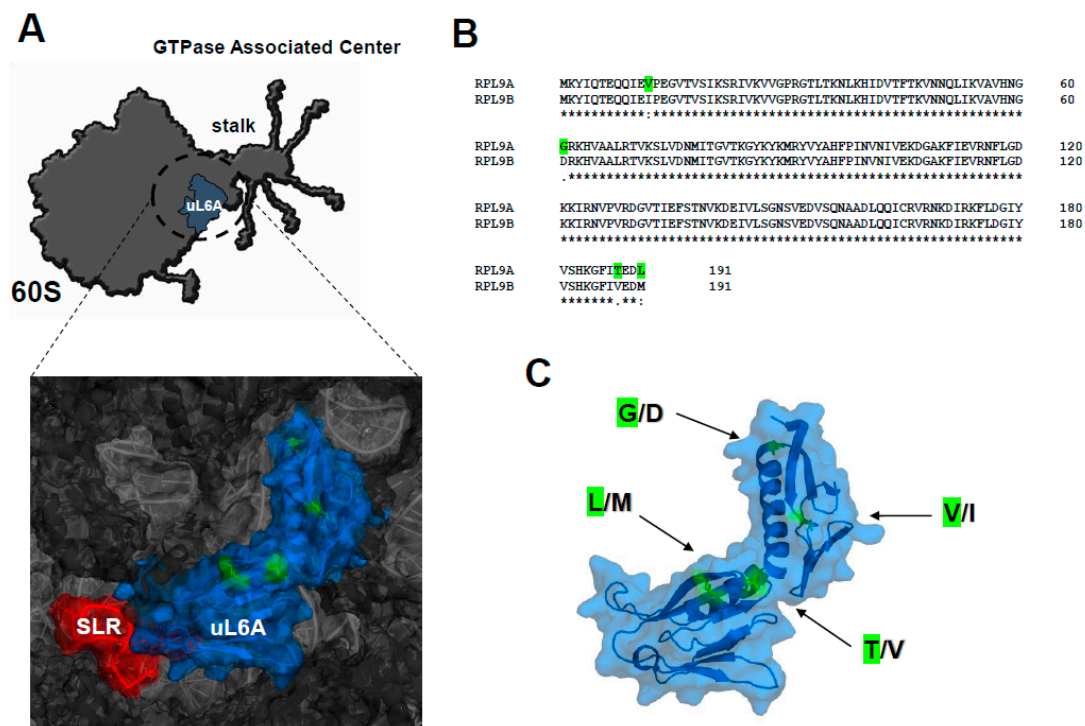 A
GTPase Associated Center
stalk
uL6A
60S
SLR
uL6A
B
RPL9A MKYIQTEQQIEVPEGVTVSIKSRIVKVVGPRGTLTKNLKHIDVTFTKVNNQLIKVAVHNG 60
RPL9B MKYIQTEQQIEIPEGVTVSIKSRIVKVVGPRGTLTKNLKHIDVTFTKVNNQLIKVAVHNG 60
***********:************************************************
RPL9A GRKHVAALRTVKSLVDNMITGVTKGYKYKMRYVYAHFPINVNIVEKDGAKFIEVRNFLGD 120
RPL9B DRKHVAALRTVKSLVDNMITGVTKGYKYKMRYVYAHFPINVNIVEKDGAKFIEVRNFLGD 120
.***********************************************************
RPL9A KKIRNVPVRDGVTIEFSTNVKDEIVLSGNSVEDVSQNAADLQQICRVRNKDIRKFLDGIY 180
RPL9B KKIRNVPVRDGVTIEFSTNVKDEIVLSGNSVEDVSQNAADLQQICRVRNKDIRKFLDGIY 180
************************************************************
RPL9A VSHKGFITEDL 191
RPL9B VSHKGFIVEDM 191
*******.**:
C
G/D
L/M
V/I
T/V